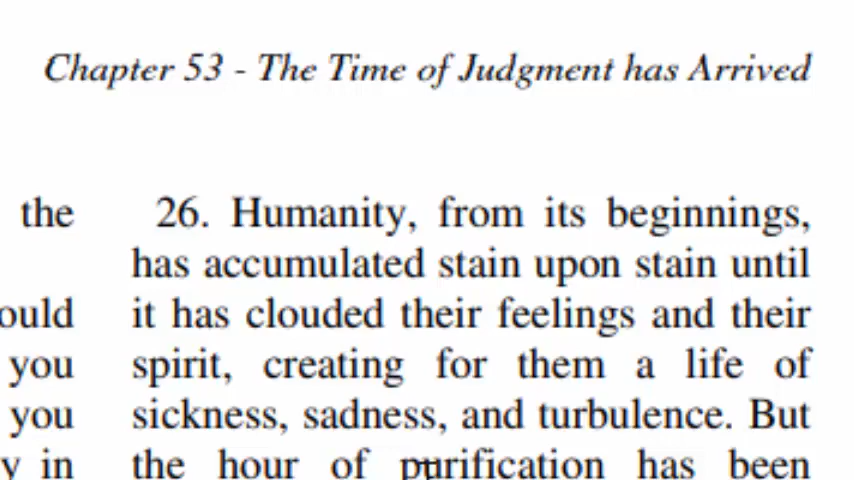 Chapter 53 - The Time of Judgment has Arrived
the
ould
you
you
y in
26. Humanity, from its beginnings,
has accumulated stain upon stain until
it has clouded their feelings and their
spirit, creating for them a life of
sickness, sadness, and turbulence. But
the hour of purification has been